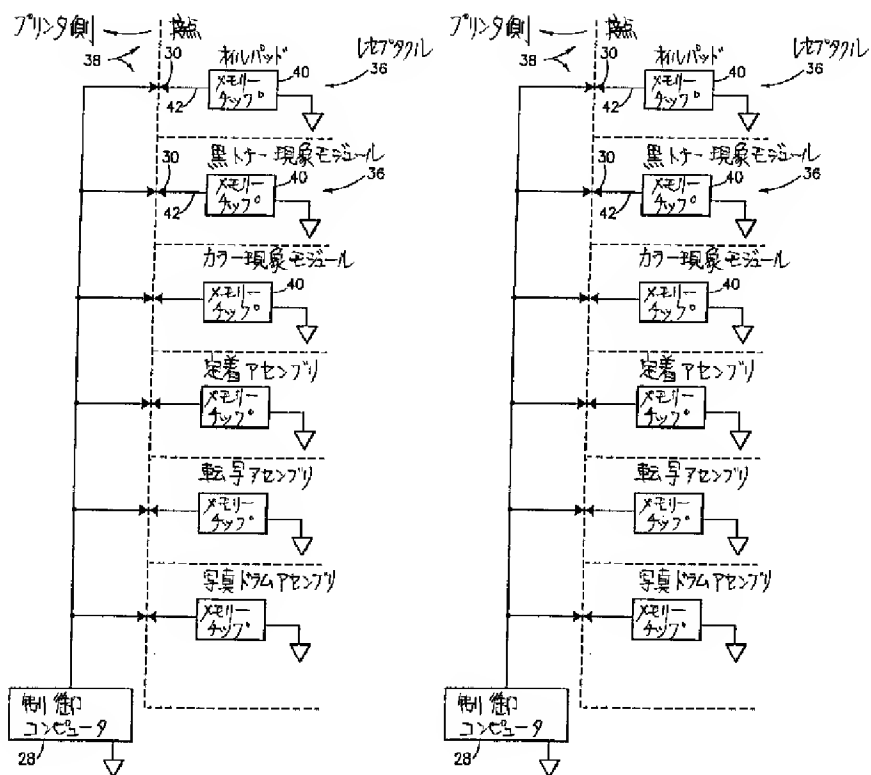 プリンタ側 接点
38 30 オイルパッド レセプタクル
メモリーチップ 40 36
42
黒トナー現象モジュール
30 メモリーチップ 40 36
42
カラー現象モジュール
メモリーチップ 40
定着アセンブリ
メモリーチップ
転写アセンブリ
メモリーチップ
写真ドラムアセンブリ
メモリーチップ
制御
コンピュータ
28
プリンタ側 接点
38 30 オイルパッド レセプタクル
メモリーチップ 40 36
42
黒トナー現象モジュール
30 メモリーチップ 40 36
42
カラー現象モジュール
メモリーチップ 40
定着アセンブリ
メモリーチップ
転写アセンブリ
メモリーチップ
写真ドラムアセンブリ
メモリーチップ
制御
コンピュータ
28